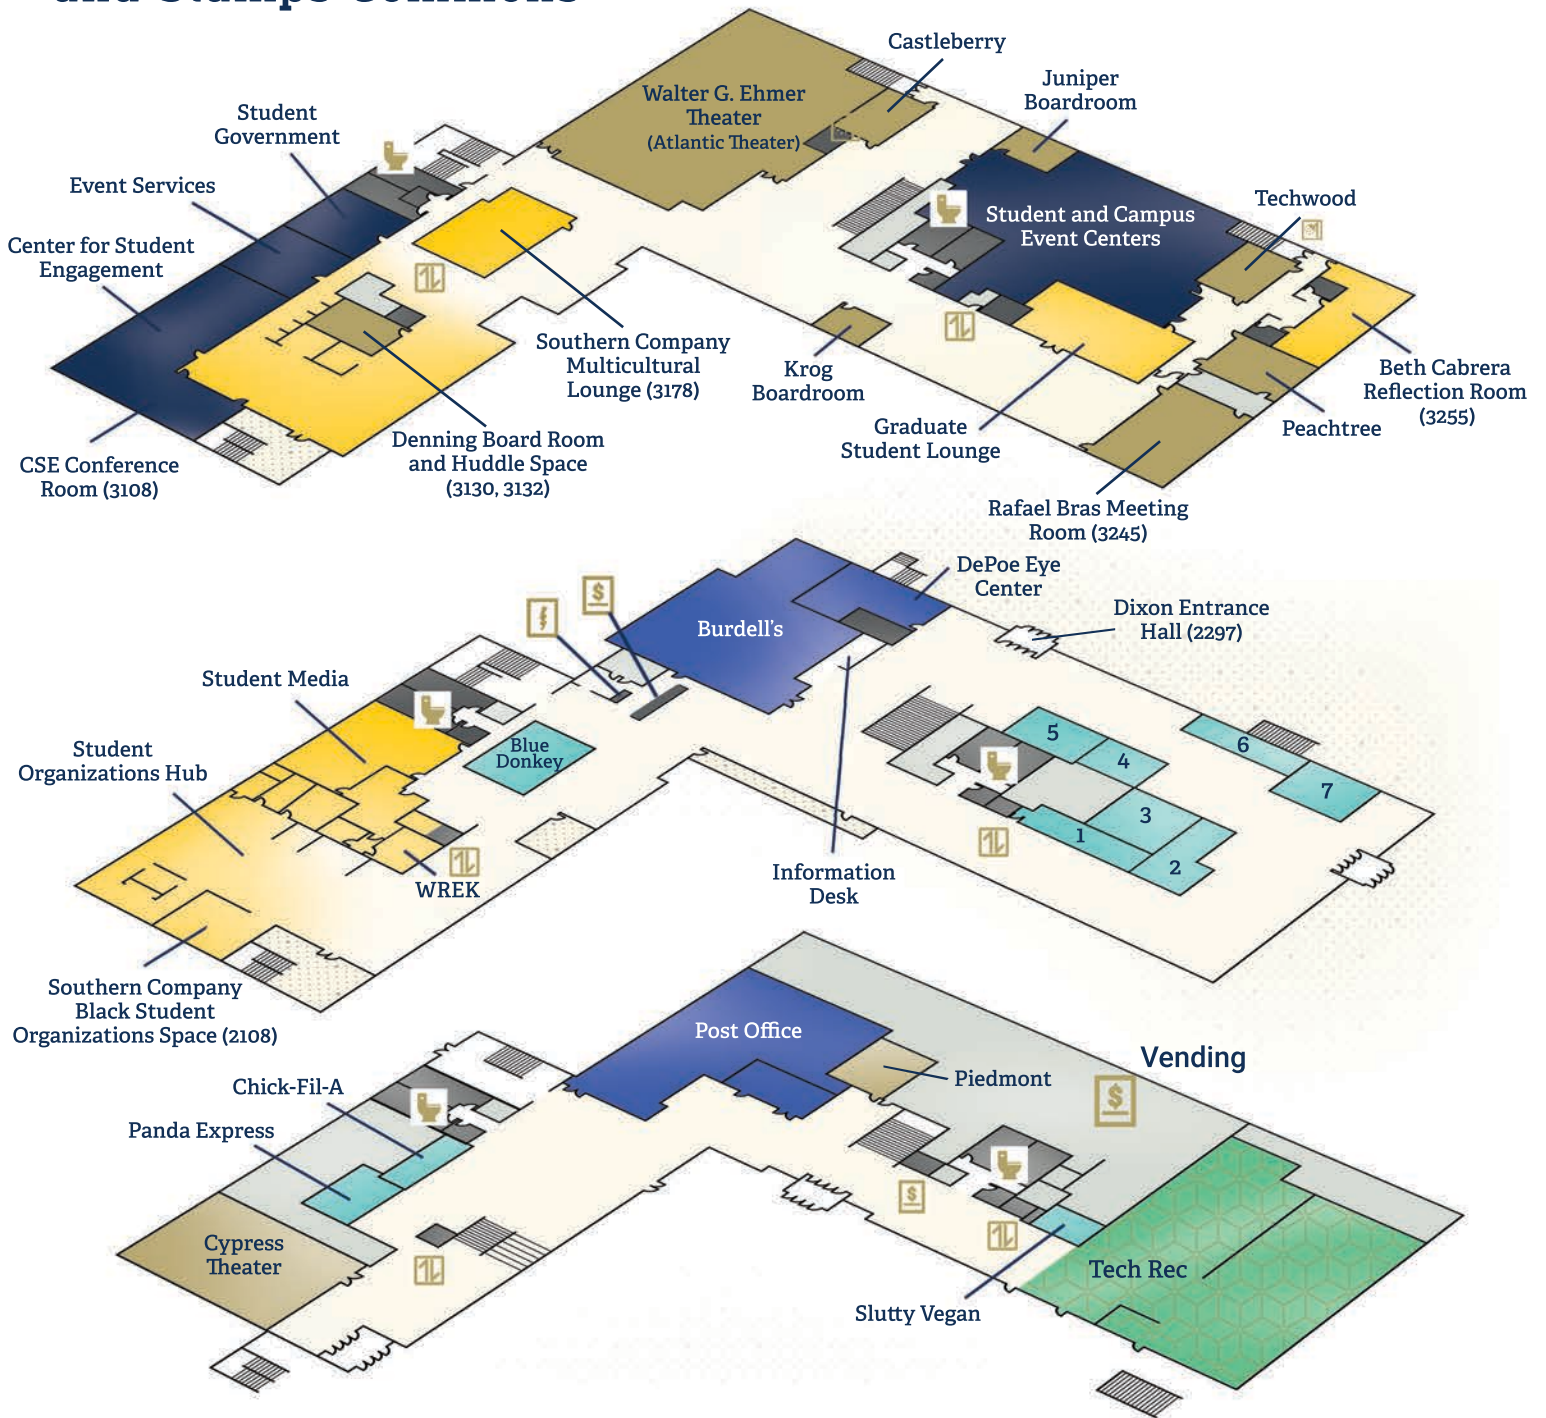 and Stamps Commons
Castleberry
Walter G. Ehmer
Theater
(Atlantic Theater)
Juniper
Boardroom
Student
Government
Event Services
Center for Student
Engagement
Techwood
Student and Campus
Event Centers
Southern Company
Multicultural
Lounge (3178)
Krog
Boardroom
Beth Cabrera
Reflection Room
(3255)
Graduate
Student Lounge
Peachtree
Denning Board Room
and Huddle Space
(3130, 3132)
CSE Conference
Room (3108)
Rafael Bras Meeting
Room (3245)
DePoe Eye
Center
$
Burdell's
Dixon Entrance
Hall (2297)
Student Media
Student
Organizations Hub
Blue
Donkey
5
4
6
7
3
1
2
WREK
Information
Desk
Southern Company
Black Student
Organizations Space (2108)
Post Office
Vending
$
Piedmont
Chick-Fil-A
Panda Express
$
Cypress
Theater
Tech Rec
Slutty Vegan